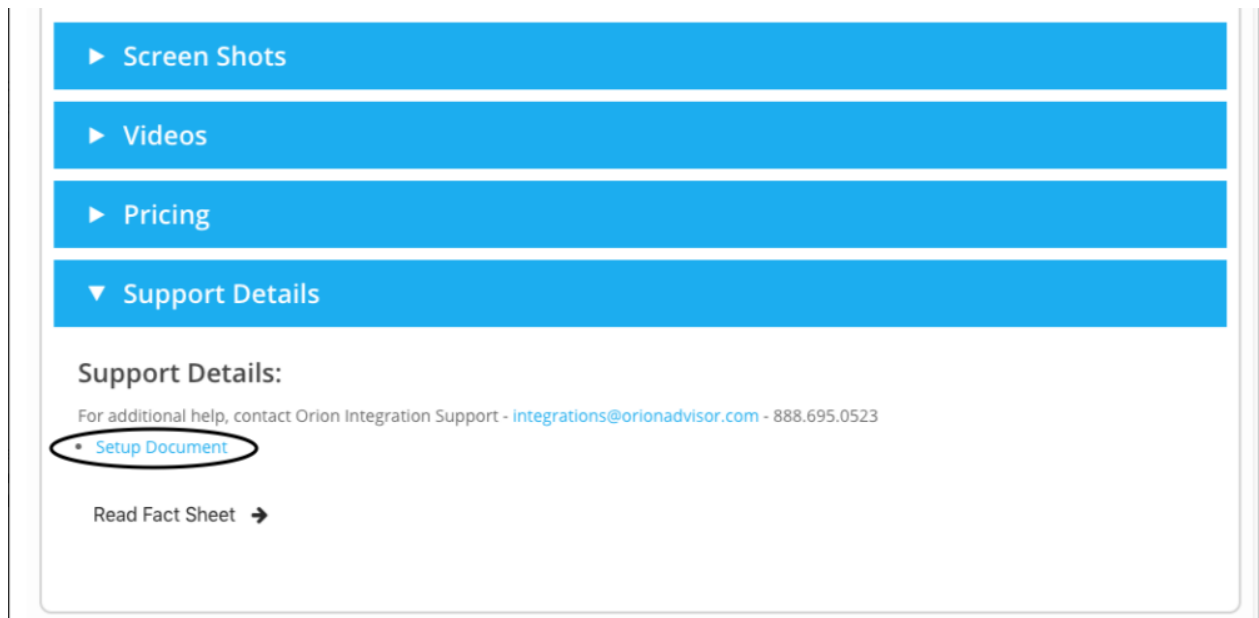 Screen Shots
Videos
Pricing
Support Details
Support Details:
For additional help, contact Orion Integration Support - integrations@orionadvisor.com - 888.695.0523
• Setup Document
Read Fact Sheet →